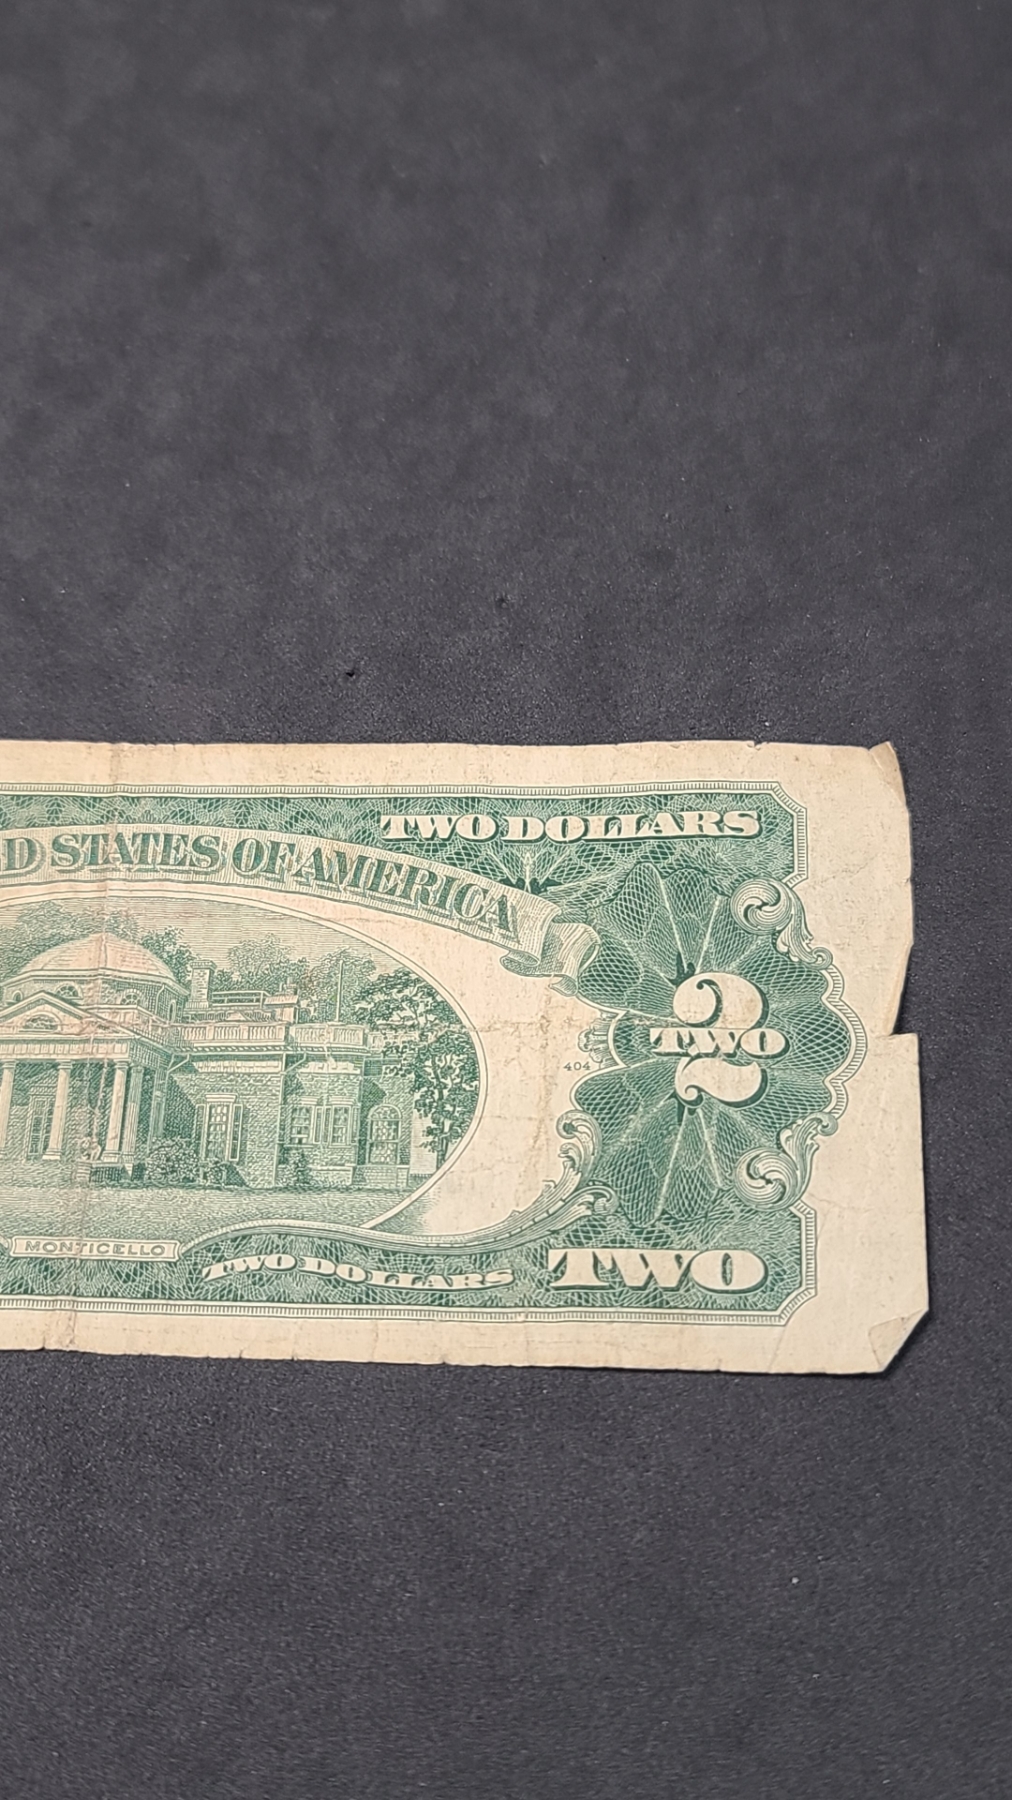 TWO DOLLARS
D STATES OF AMERICA
2
TWO
404
MONTICELLO
TWO DOLLARS
TWO